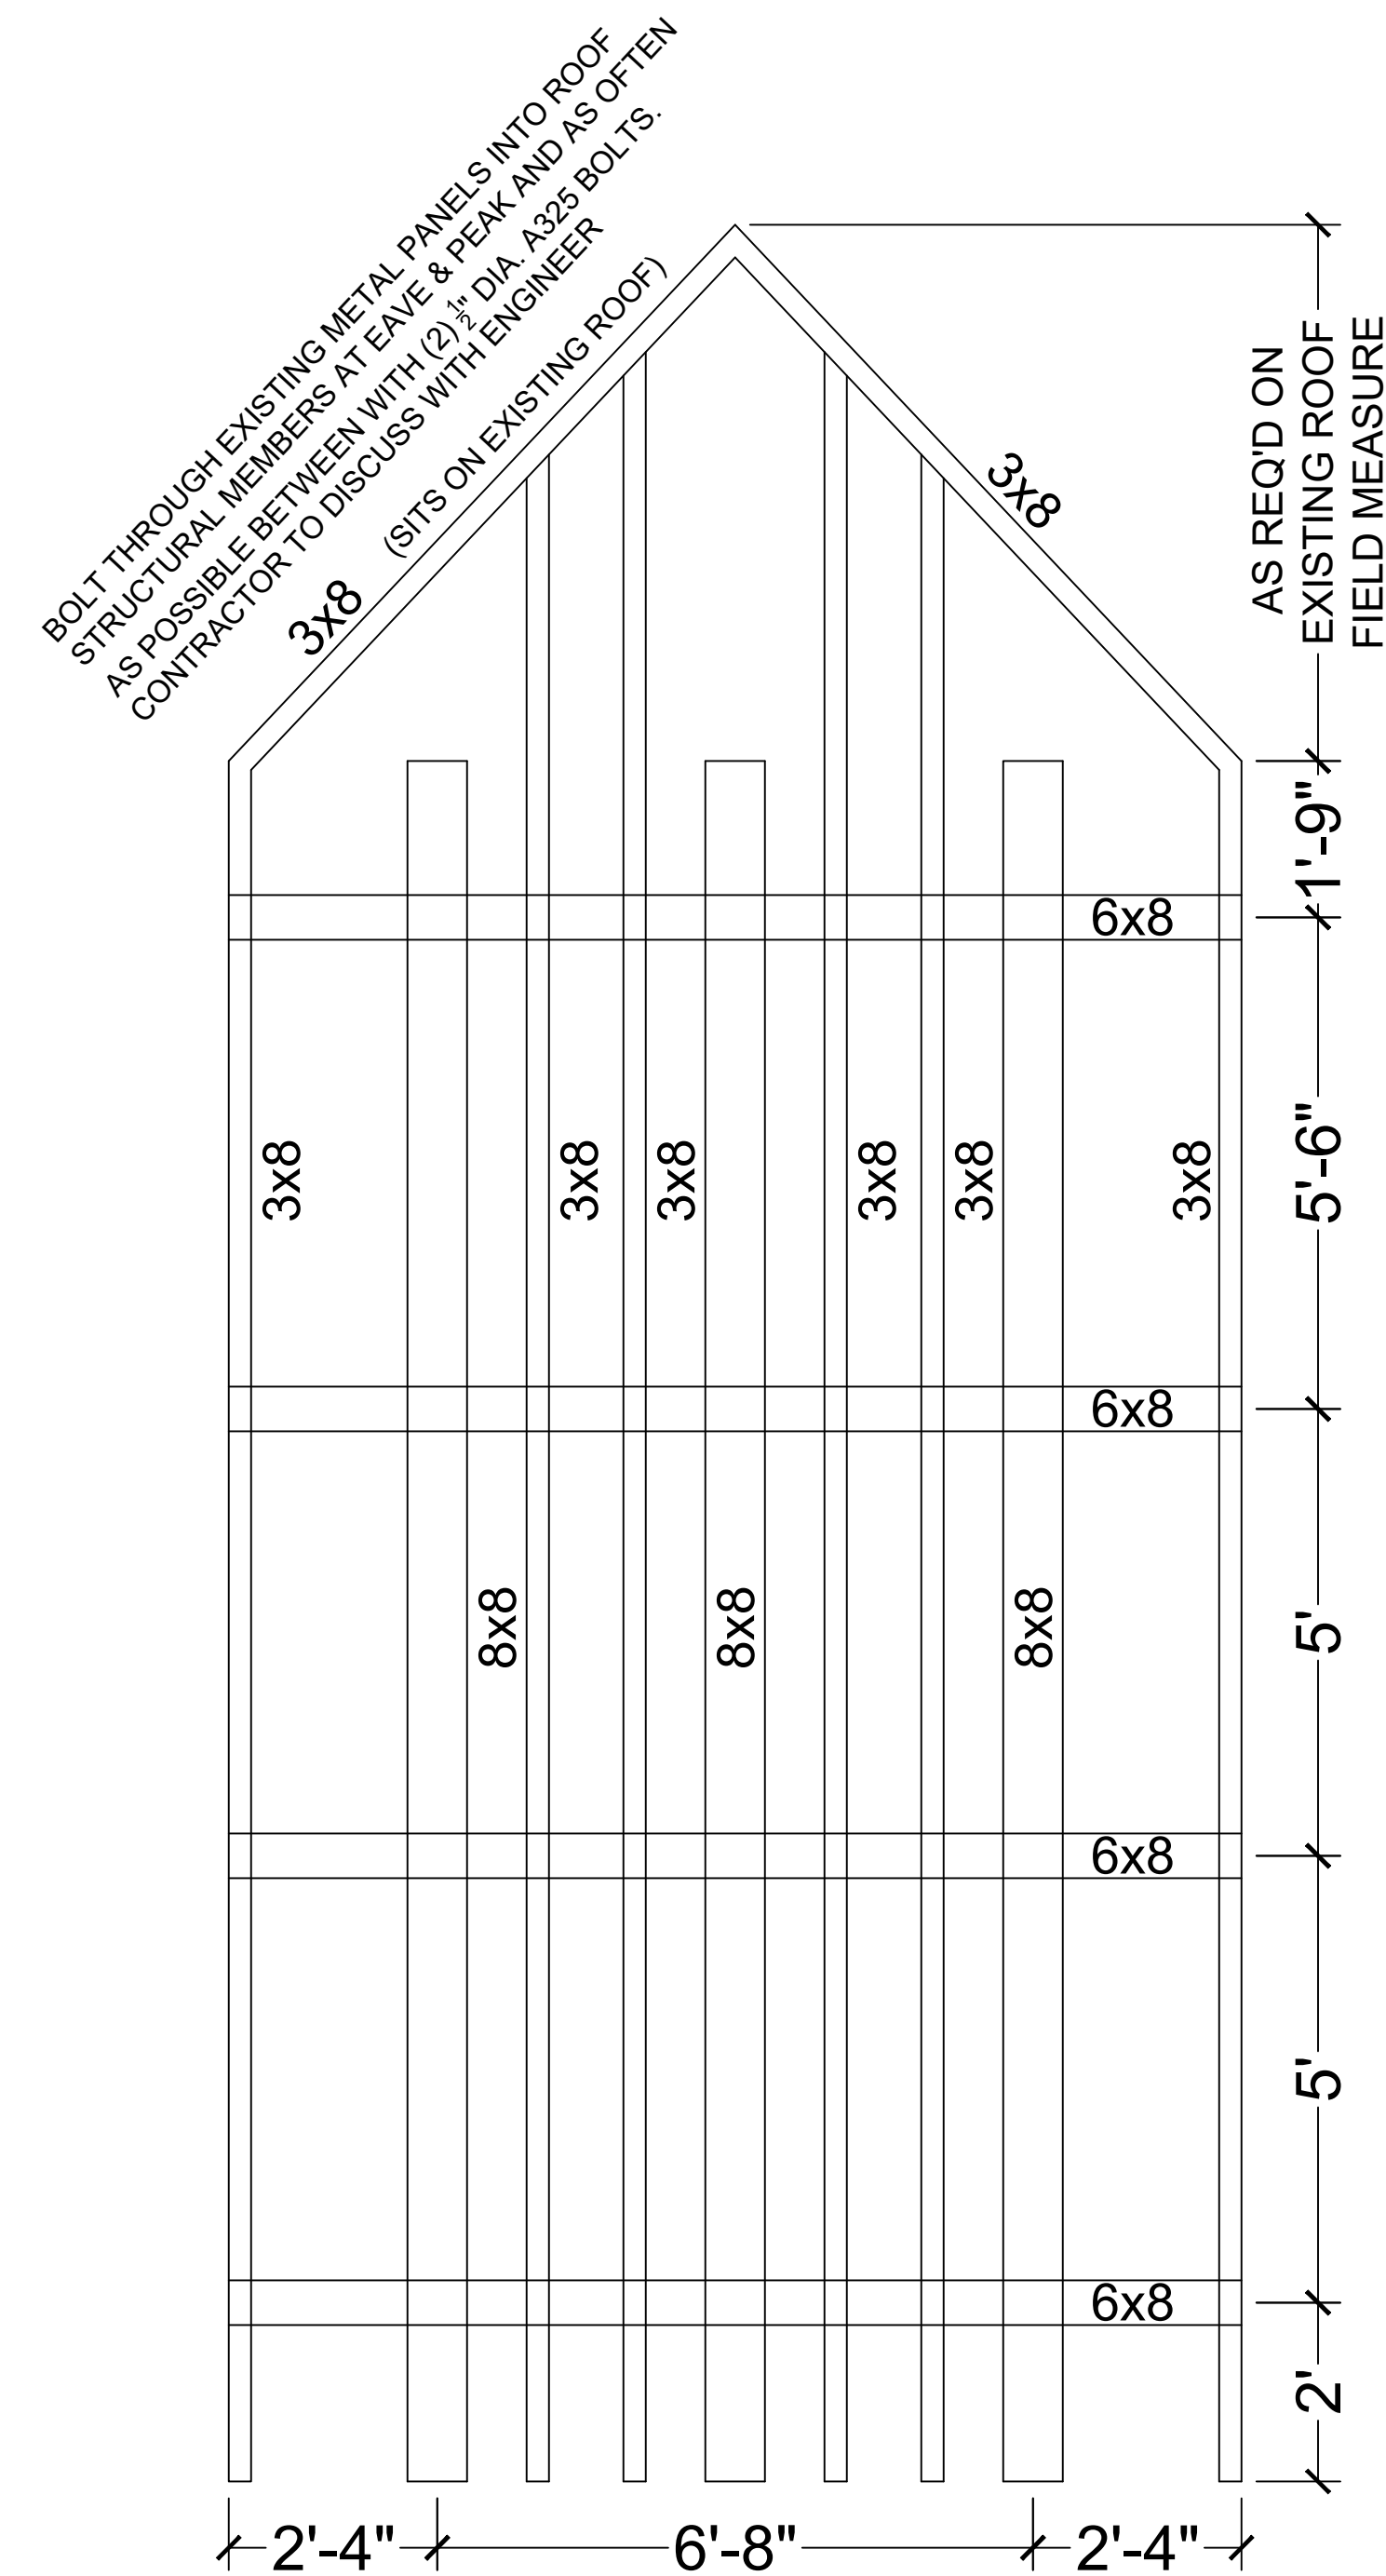 BOLT THROUGH EXISTING METAL PANELS INTO ROOF
STRUCTURAL MEMBERS AT EAVE & PEAK AND AS OFTEN
AS POSSIBLE BETWEEN WITH (2) ½" DIA. A325 BOLTS.
CONTRACTOR TO DISCUSS WITH ENGINEER
3x8 (SITS ON EXISTING ROOF)
3x8
AS REQ'D ON
EXISTING ROOF
FIELD MEASURE
1'-9"
6x8
3x8
3x8
3x8
3x8
3x8
3x8
5'-6"
6x8
8x8
8x8
8x8
5'
6x8
5'
6x8
2'
2'-4"
6'-8"
2'-4"